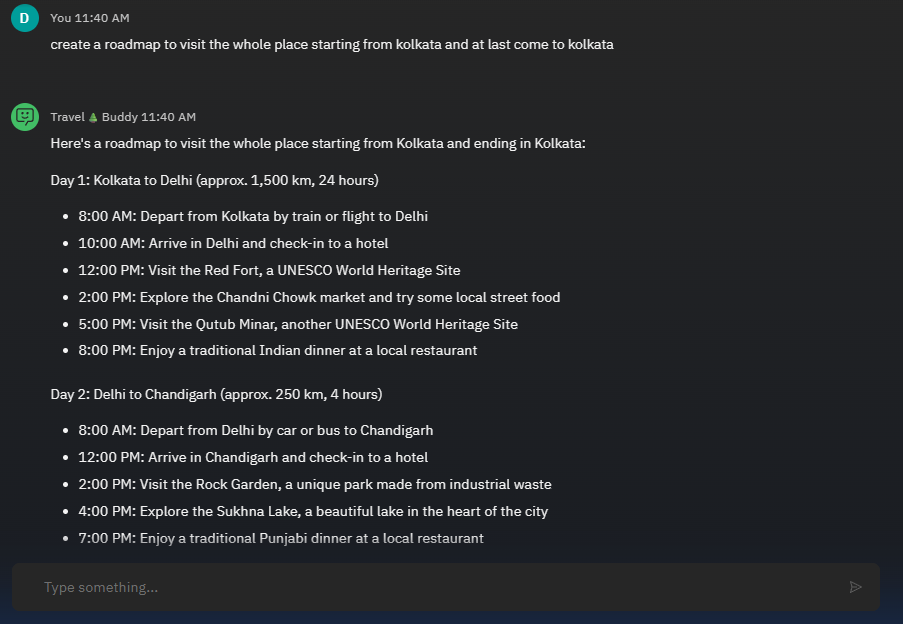 D
You 11:40 AM
create a roadmap to visit the whole place starting from kolkata and at last come to kolkata
Travel 🌲 Buddy 11:40 AM
Here's a roadmap to visit the whole place starting from Kolkata and ending in Kolkata:
Day 1: Kolkata to Delhi (approx. 1,500 km, 24 hours)
• 8:00 AM: Depart from Kolkata by train or flight to Delhi
• 10:00 AM: Arrive in Delhi and check-in to a hotel
• 12:00 PM: Visit the Red Fort, a UNESCO World Heritage Site
• 2:00 PM: Explore the Chandni Chowk market and try some local street food
• 5:00 PM: Visit the Qutub Minar, another UNESCO World Heritage Site
• 8:00 PM: Enjoy a traditional Indian dinner at a local restaurant
Day 2: Delhi to Chandigarh (approx. 250 km, 4 hours)
• 8:00 AM: Depart from Delhi by car or bus to Chandigarh
• 12:00 PM: Arrive in Chandigarh and check-in to a hotel
• 2:00 PM: Visit the Rock Garden, a unique park made from industrial waste
• 4:00 PM: Explore the Sukhna Lake, a beautiful lake in the heart of the city
• 7:00 PM: Enjoy a traditional Punjabi dinner at a local restaurant
Type something...